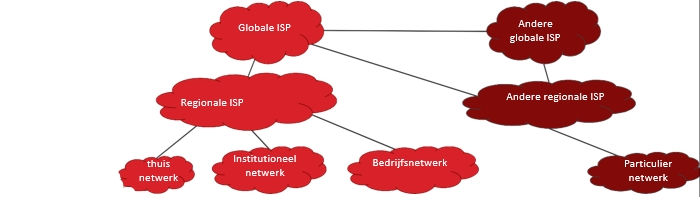 Globale ISP
Andere
globale ISP
Regionale ISP
Andere regionale ISP
thuis
netwerk
Institutioneel
netwerk
Bedrijfsnetwerk
Particulier
netwerk